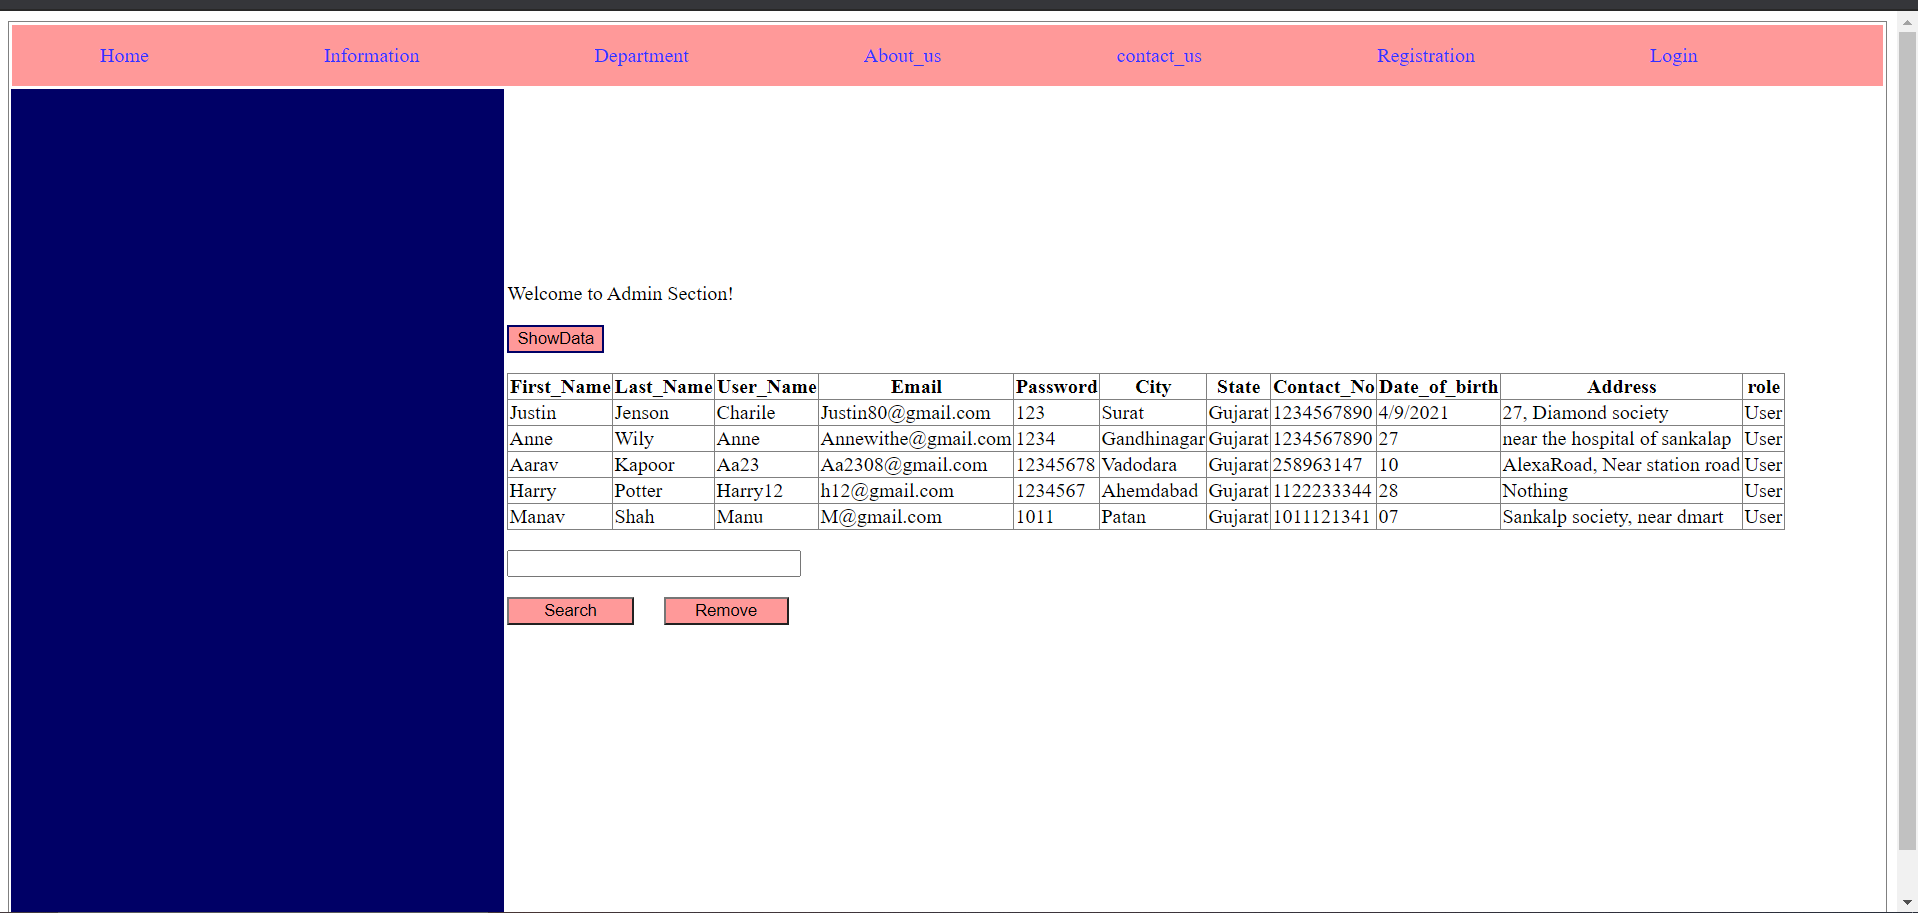 Home Information Department About_us contact_us Registration Login
Welcome to Admin Section!
ShowData
First_Name Last_Name User_Name Email Password City State Contact_No Date_of_birth Address role
Justin Jenson Charile Justin80@gmail.com 123 Surat Gujarat 1234567890 4/9/2021 27, Diamond society User
Anne Wily Anne Annewithe@gmail.com 1234 Gandhinagar Gujarat 1234567890 27 near the hospital of sankalap User
Aarav Kapoor Aa23 Aa2308@gmail.com 12345678 Vadodara Gujarat 258963147 10 AlexaRoad, Near station road User
Harry Potter Harry12 h12@gmail.com 1234567 Ahemdabad Gujarat 1122233344 28 Nothing User
Manav Shah Manu M@gmail.com 1011 Patan Gujarat 1011121341 07 Sankalp society, near dmart User
Search Remove